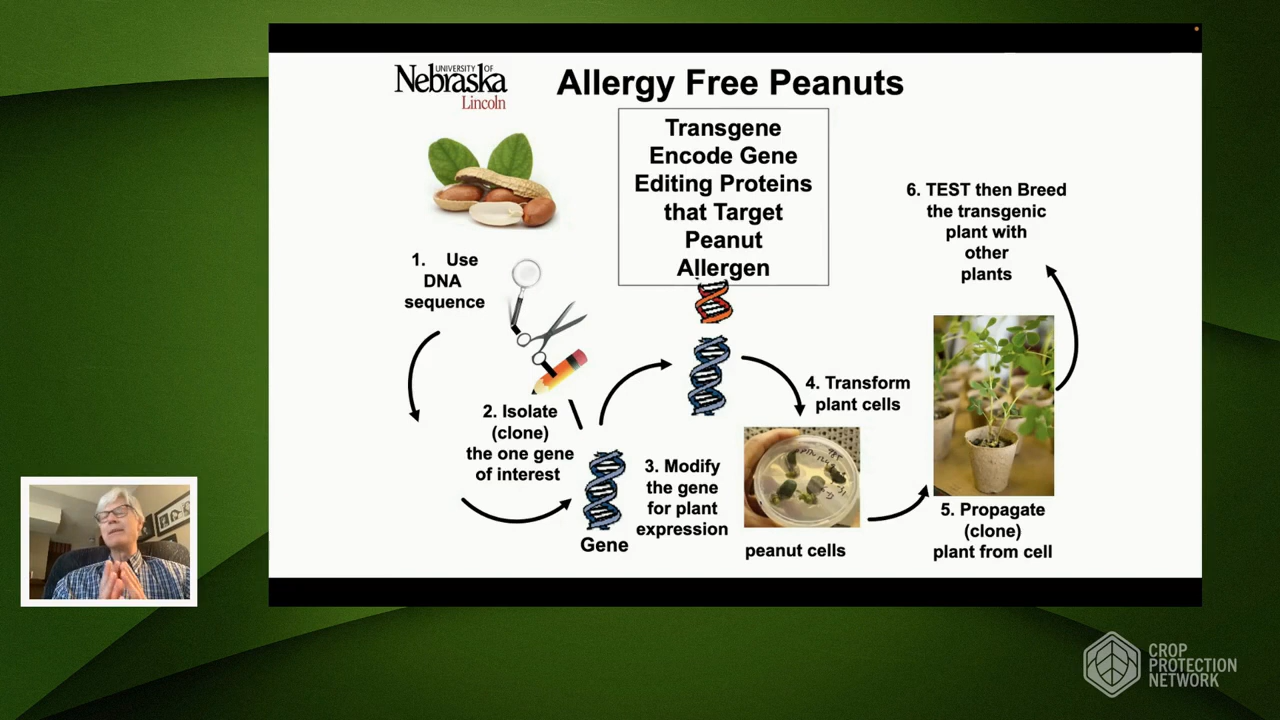 UNIVERSITY OF
Nebraska
Lincoln
Allergy Free Peanuts
Transgene
Encode Gene
Editing Proteins
that Target
Peanut
Allergen
1. Use
DNA
sequence
2. Isolate
(clone)
the one gene
of interest
Gene
3. Modify
the gene
for plant
expression
4. Transform
plant cells
peanut cells
5. Propagate
(clone)
plant from cell
6. TEST then Breed
the transgenic
plant with
other
plants
CROP
PROTECTION
NETWORK